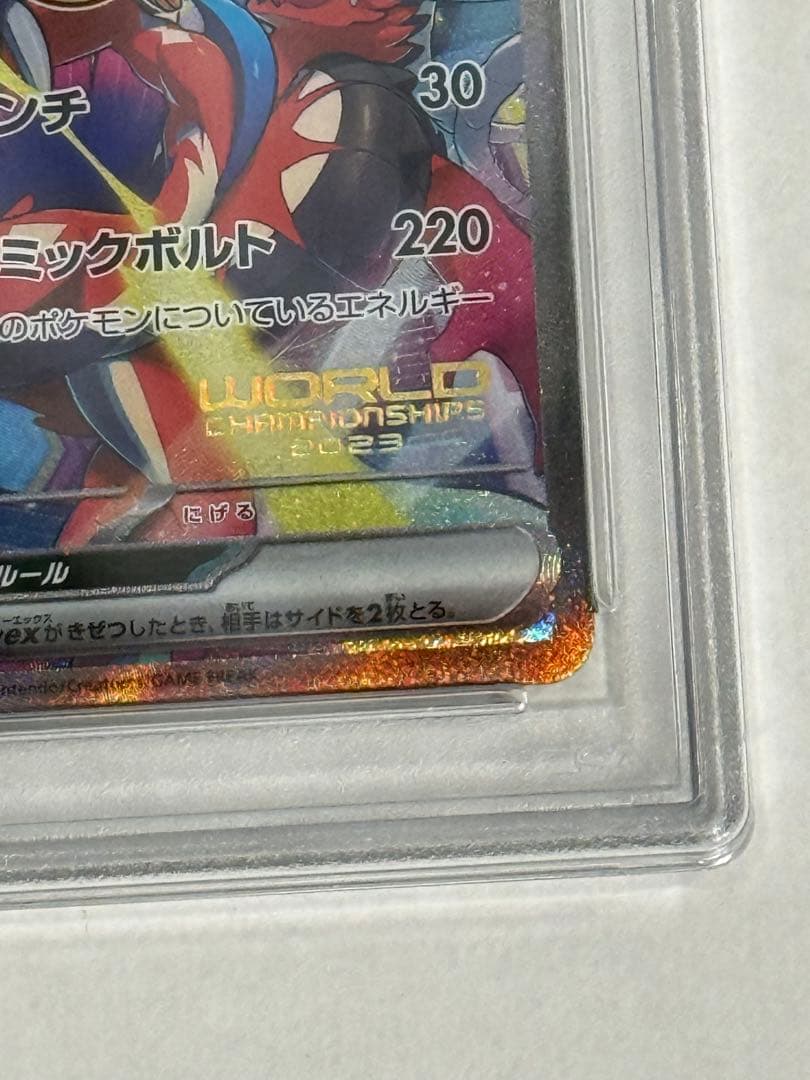 ンチ 30
ミックボルト 220
のポケモンについているエネルギー
WORLD
CHAMPIONSHIPS
2023
にげる
ルール
exがきぜつしたとき、相手はサイドを2枚とる。
Nintendo/Creatures/GAME FREAK